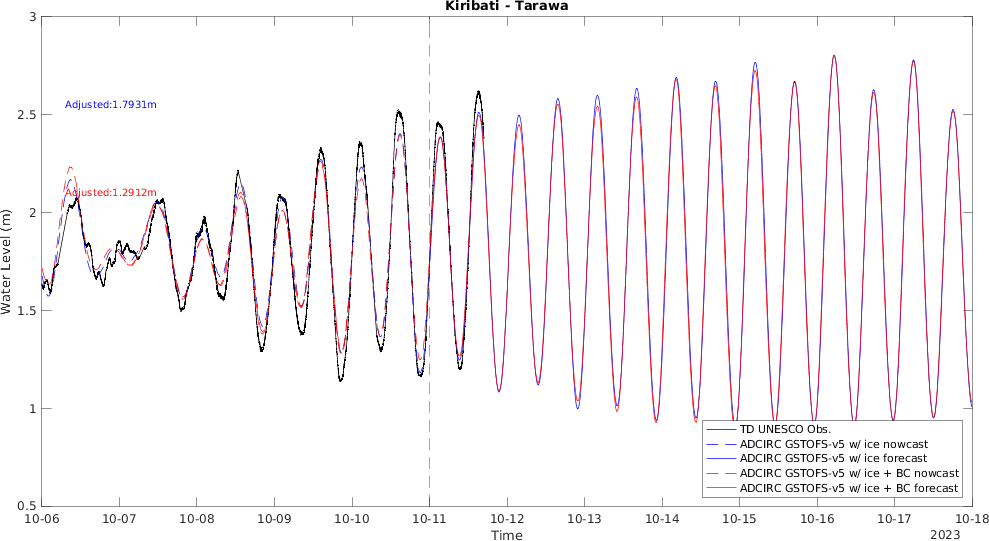 Kiribati - Tarawa
3
2.5
2
1.5
1
0.5
Water Level (m)
Adjusted:1.7931m
Adjusted:1.2912m
TD UNESCO Obs.
ADCIRC GSTOFS-v5 w/ ice nowcast
ADCIRC GSTOFS-v5 w/ ice forecast
ADCIRC GSTOFS-v5 w/ ice + BC nowcast
ADCIRC GSTOFS-v5 w/ ice + BC forecast
10-06 10-07 10-08 10-09 10-10 10-11 10-12 10-13 10-14 10-15 10-16 10-17 10-18
Time
2023